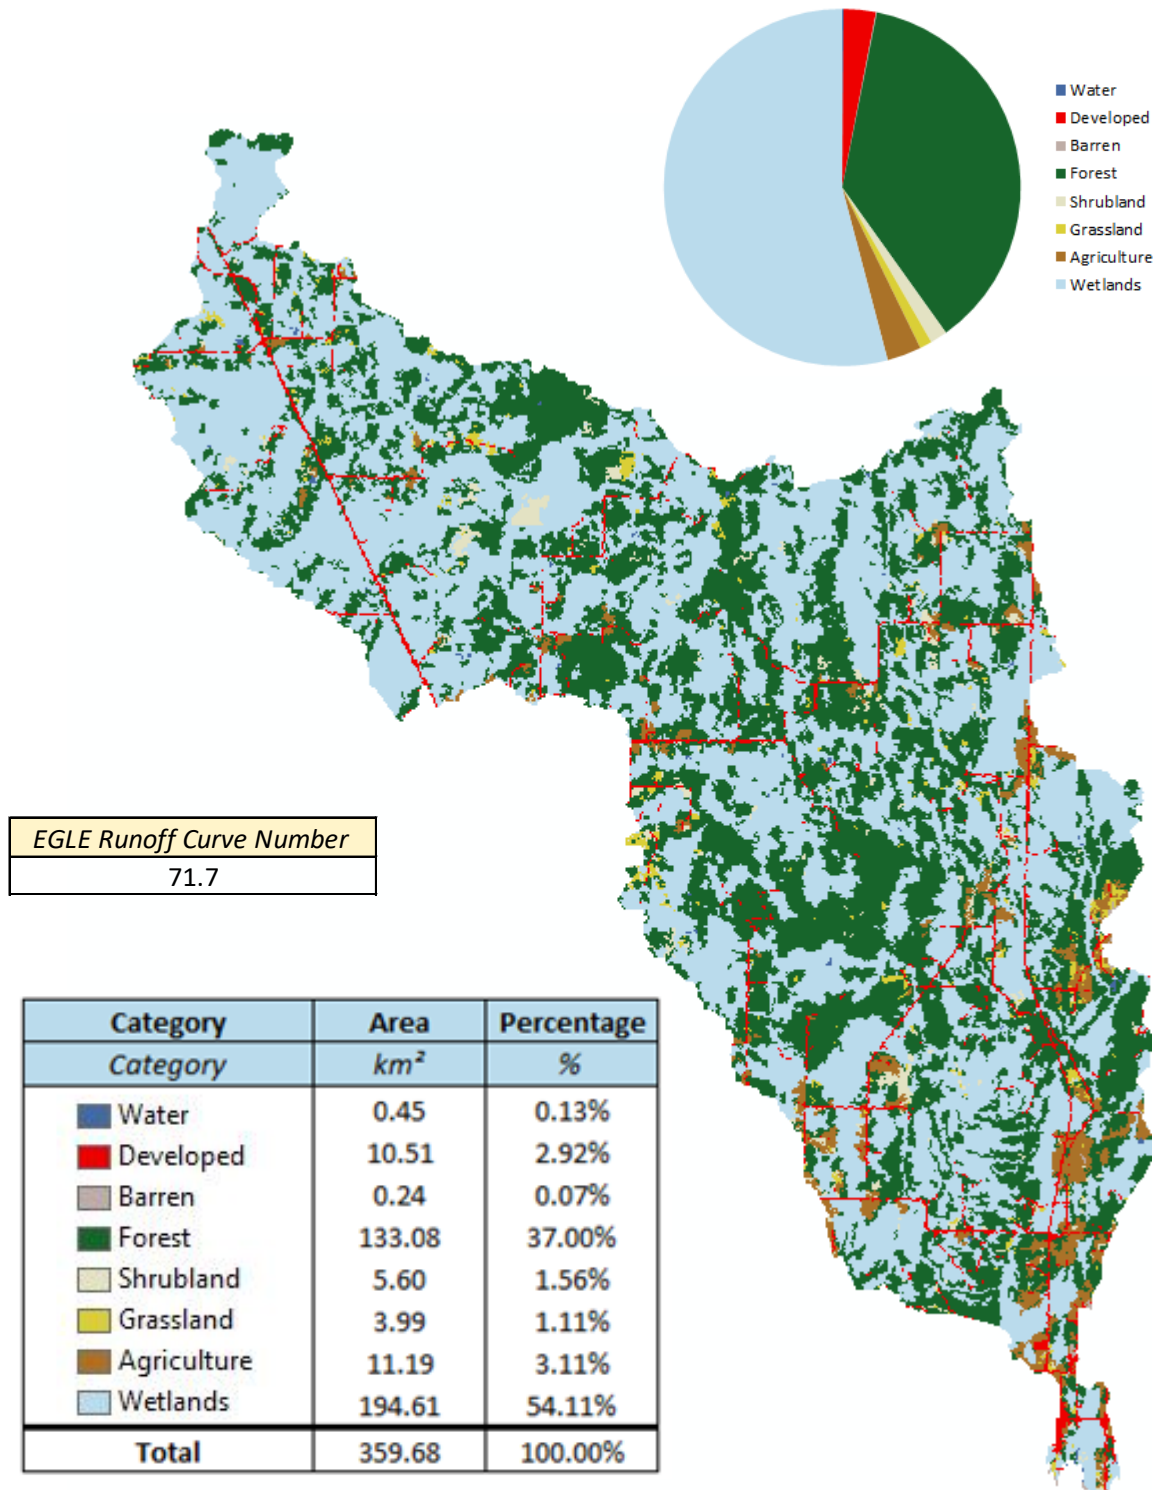 Water
Developed
Barren
Forest
Shrubland
Grassland
Agriculture
Wetlands
EGLE Runoff Curve Number
71.7
Category Area Percentage
Category km² %
Water 0.45 0.13%
Developed 10.51 2.92%
Barren 0.24 0.07%
Forest 133.08 37.00%
Shrubland 5.60 1.56%
Grassland 3.99 1.11%
Agriculture 11.19 3.11%
Wetlands 194.61 54.11%
Total 359.68 100.00%